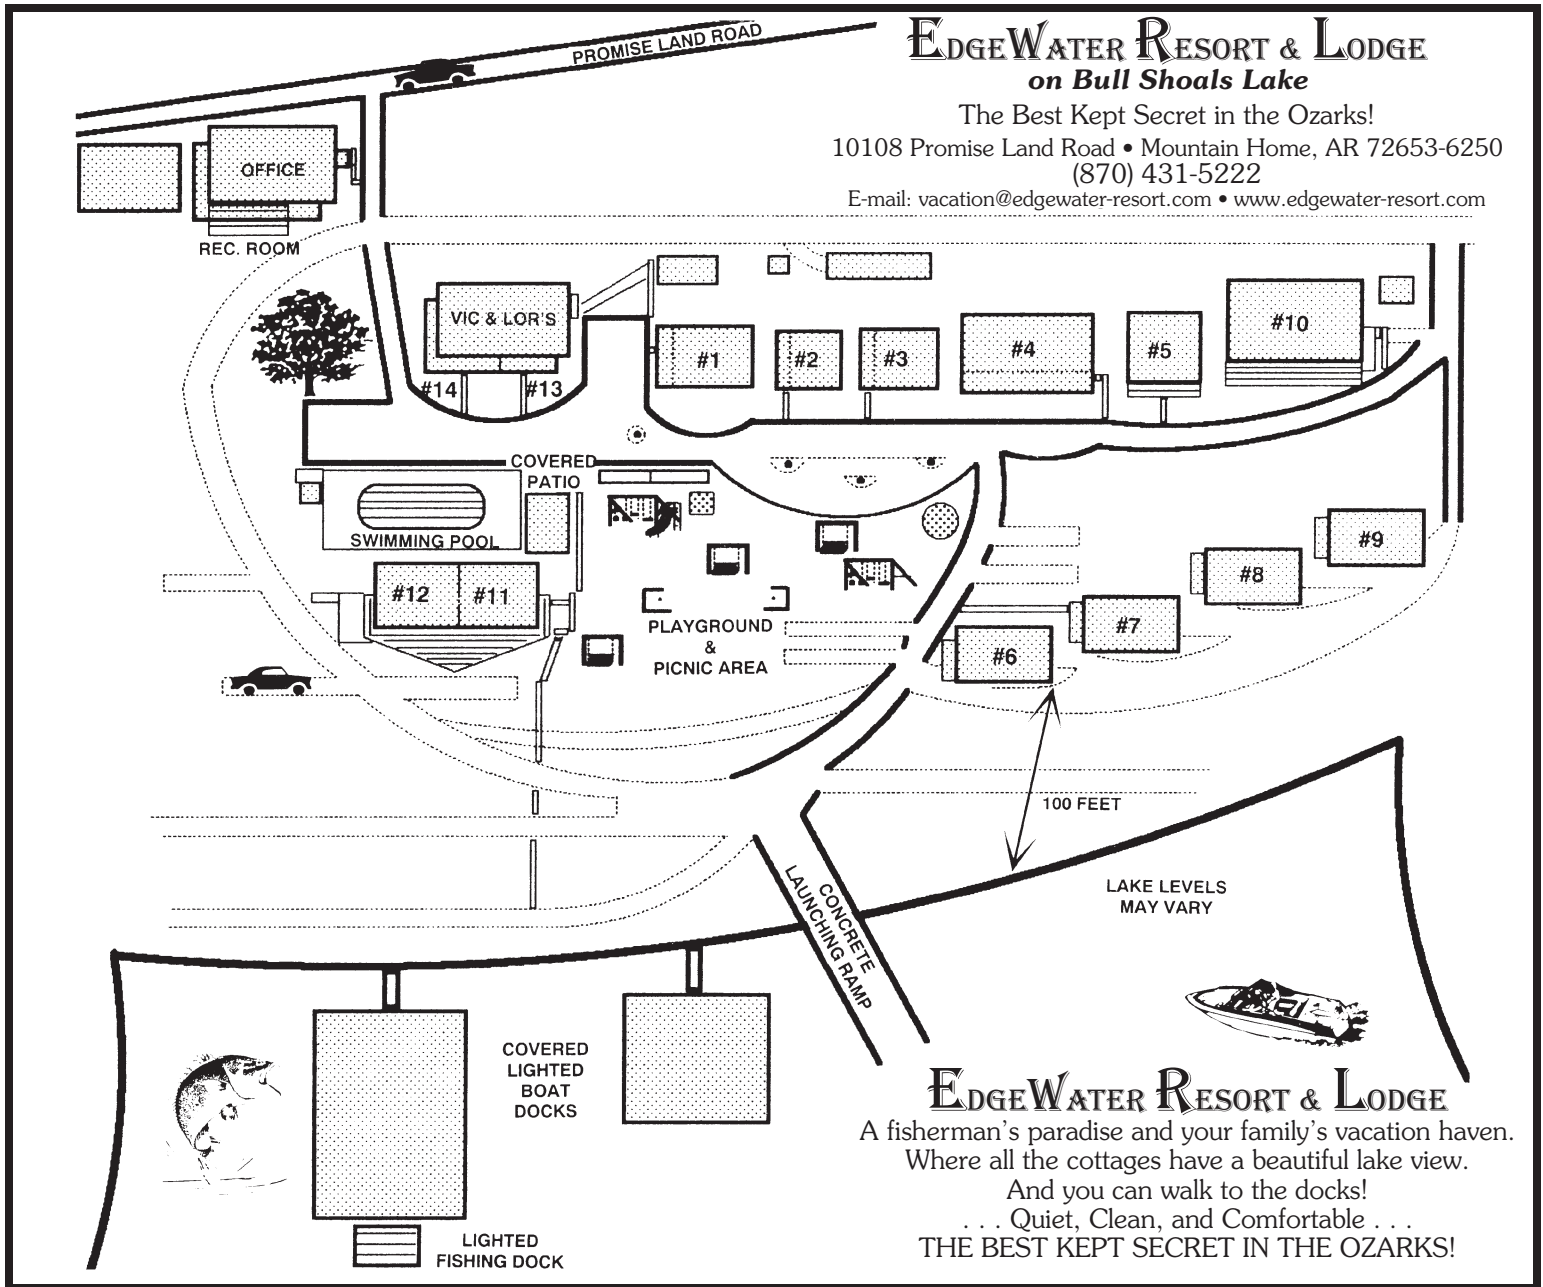 PROMISE LAND ROAD
EDGEWATER RESORT & LODGE
on Bull Shoals Lake
The Best Kept Secret in the Ozarks!
10108 Promise Land Road • Mountain Home, AR 72653-6250
(870) 431-5222
E-mail: vacation@edgewater-resort.com • www.edgewater-resort.com
OFFICE
REC. ROOM
VIC & LOR'S
#14
#13
#1
#2
#3
#4
#5
#10
COVERED
PATIO
SWIMMING POOL
#12
#11
PLAYGROUND
&
PICNIC AREA
#9
#8
#7
#6
100 FEET
LAKE LEVELS
MAY VARY
CONCRETE
LAUNCHING RAMP
COVERED
LIGHTED
BOAT
DOCKS
LIGHTED
FISHING DOCK
EDGEWATER RESORT & LODGE
A fisherman's paradise and your family's vacation haven.
Where all the cottages have a beautiful lake view.
And you can walk to the docks!
. . . Quiet, Clean, and Comfortable . . .
THE BEST KEPT SECRET IN THE OZARKS!